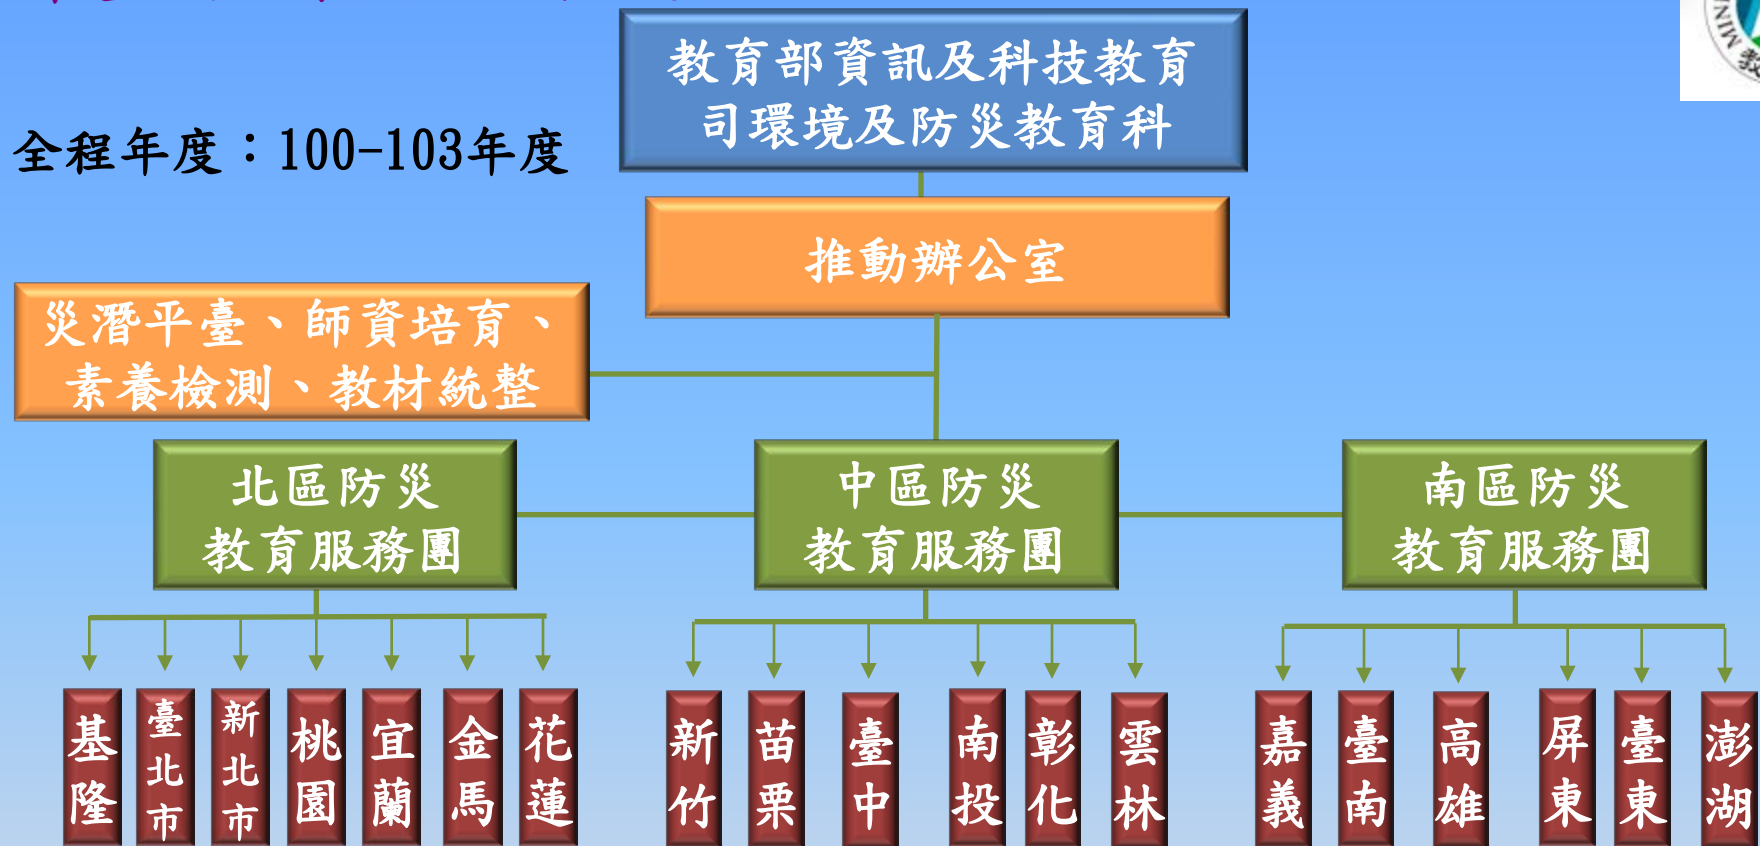 教育部資訊及科技教育
司環境及防災教育科
全程年度：100-103年度
推動辦公室
災潛平臺、師資培育、
素養檢測、教材統整
北區防災
教育服務團
中區防災
教育服務團
南區防災
教育服務團
基隆
臺北市
新北市
桃園
宜蘭
金馬
花蓮
新竹
苗栗
臺中
南投
彰化
雲林
嘉義
臺南
高雄
屏東
臺東
澎湖